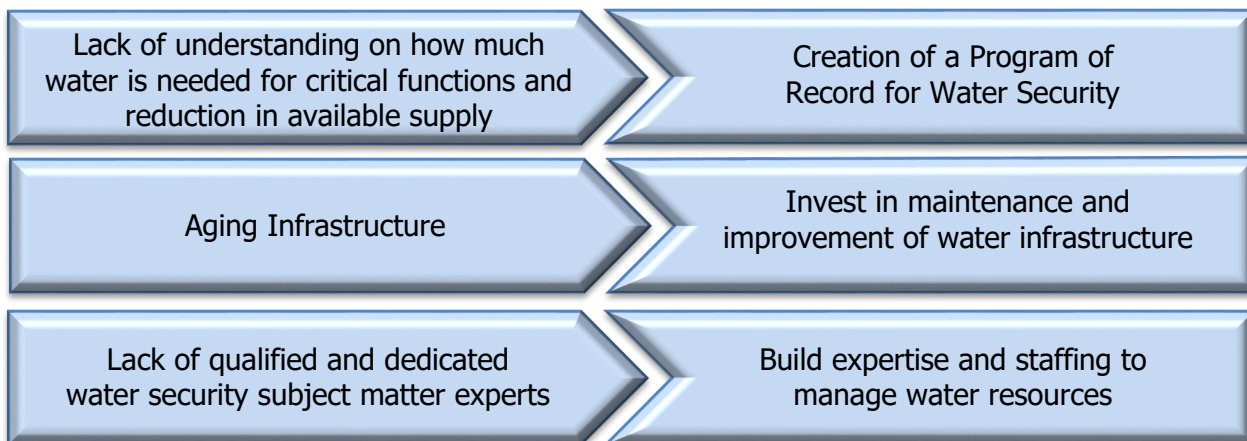 Lack of understanding on how much
water is needed for critical functions and
reduction in available supply
Creation of a Program of
Record for Water Security
Aging Infrastructure
Invest in maintenance and
improvement of water infrastructure
Lack of qualified and dedicated
water security subject matter experts
Build expertise and staffing to
manage water resources